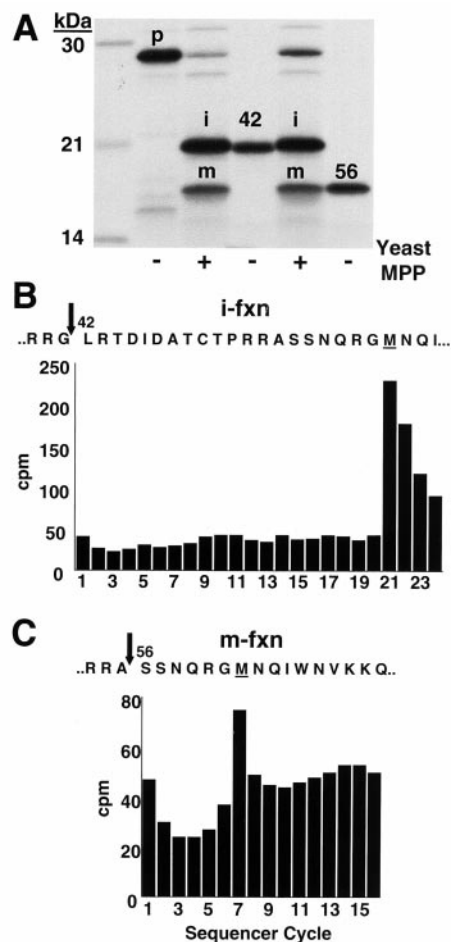 A
kDa
30
21
14
p
i
42
i
m
m
56
- + - + -
Yeast
MPP
B
i-fxn
42
..RRG LRTDIDATCTPRRASSNQRGMNQI...
250
200
150
100
50
0
cpm
1 3 5 7 9 11 13 15 17 19 21 23
C
m-fxn
56
..RRA SSNQRGMNQIWNVKKQ..
80
60
40
20
0
cpm
1 3 5 7 9 11 13 15
Sequencer Cycle